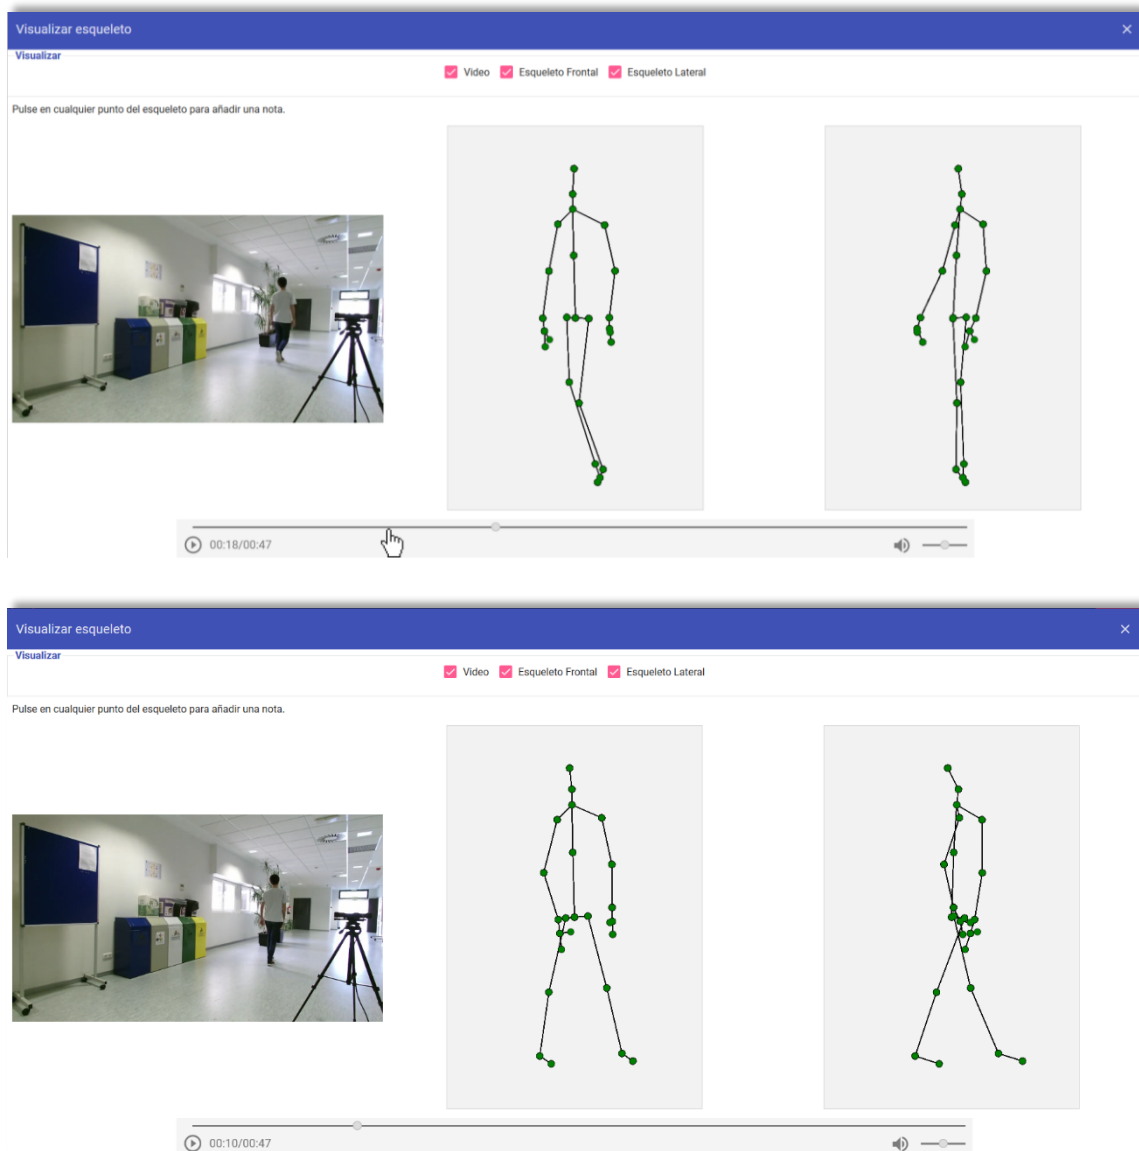 Visualizar esqueleto
Visualizar
Video Esqueleto Frontal Esqueleto Lateral
Pulse en cualquier punto del esqueleto para añadir una nota.
00:18/00:47
Visualizar esqueleto
Visualizar
Video Esqueleto Frontal Esqueleto Lateral
Pulse en cualquier punto del esqueleto para añadir una nota.
00:10/00:47